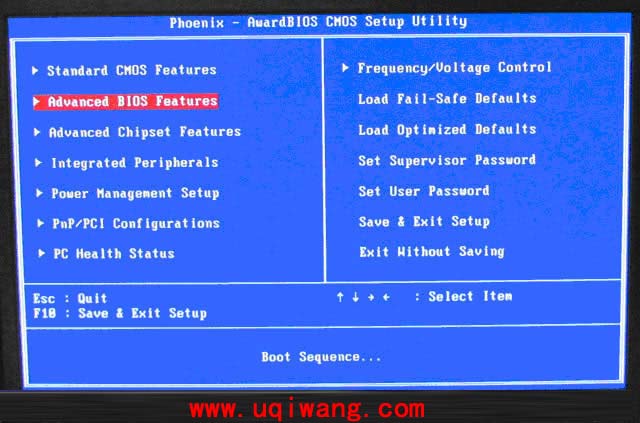 Phoenix - AwardBIOS CMOS Setup Utility
Standard CMOS Features
Advanced BIOS Features
Advanced Chipset Features
Integrated Peripherals
Power Management Setup
PnP/PCI Configurations
PC Health Status
Frequency/Voltage Control
Load Fail-Safe Defaults
Load Optimized Defaults
Set Supervisor Password
Set User Password
Save & Exit Setup
Exit Without Saving
Esc : Quit
F10 : Save & Exit Setup
↑ ↓ → ← : Select Item
Boot Sequence...
www.uqiwang.com